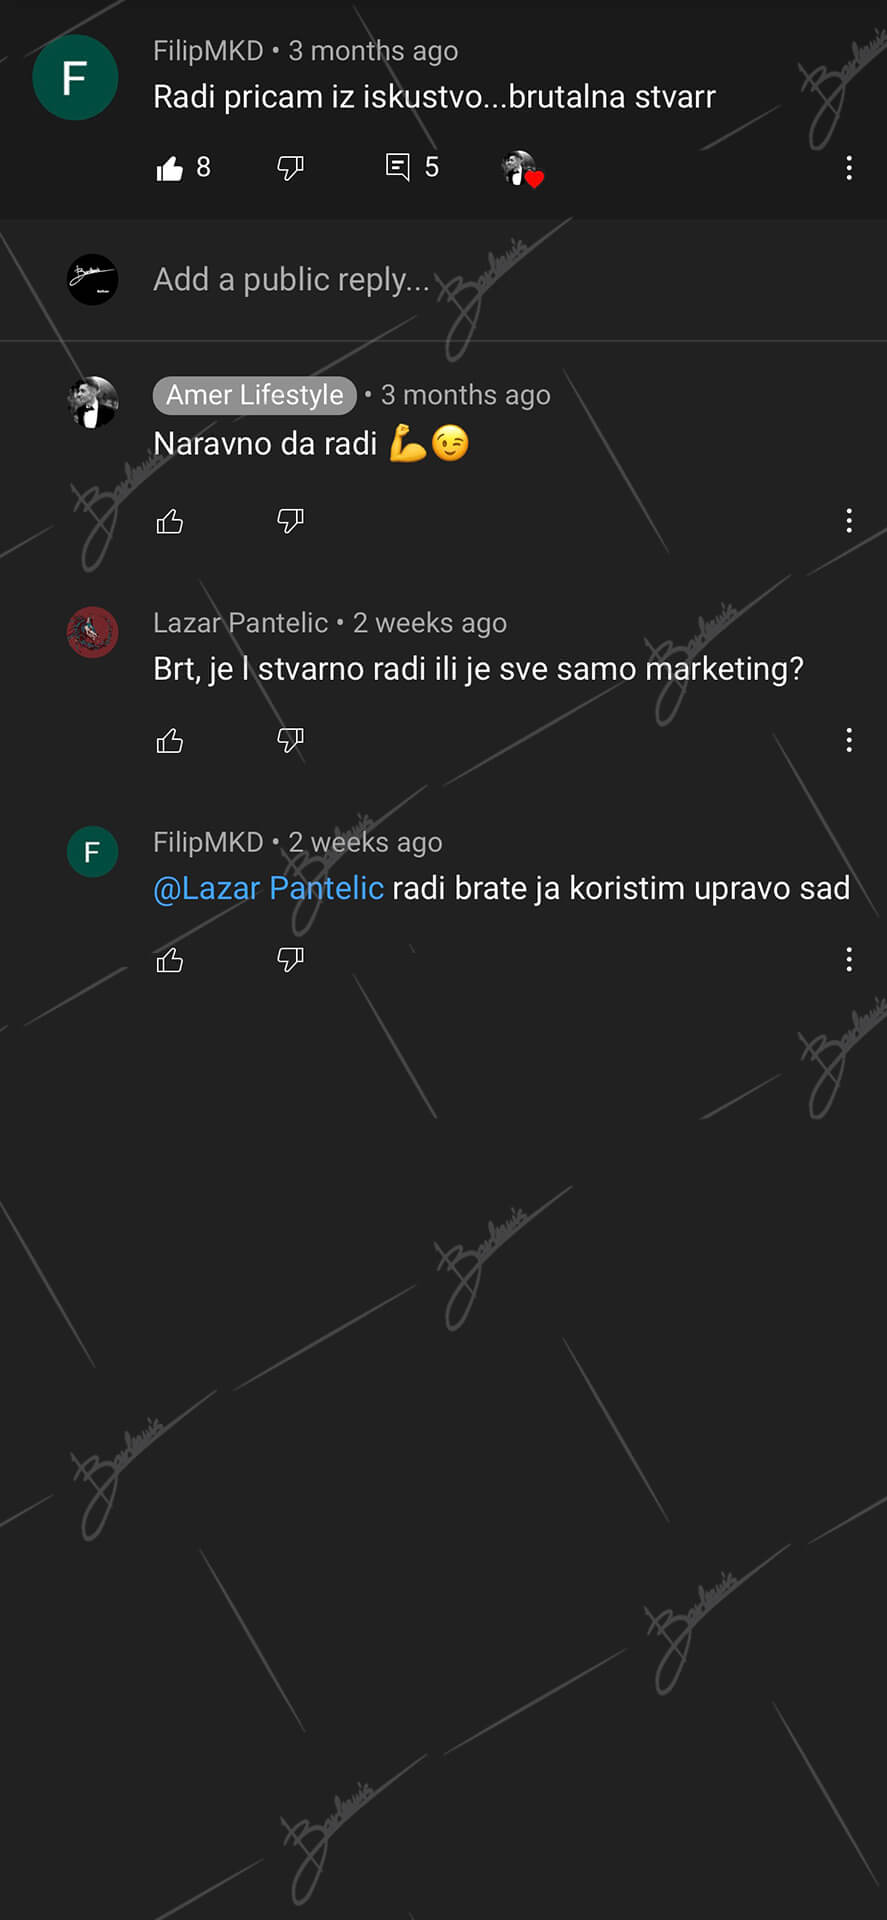 F
FilipMKD • 3 months ago
Radi pricam iz iskustvo...brutalna stvarr
8
5
Add a public reply...
Amer Lifestyle • 3 months ago
Naravno da radi 💪😉
Lazar Pantelic • 2 weeks ago
Brt, je l stvarno radi ili je sve samo marketing?
F
FilipMKD • 2 weeks ago
@Lazar Pantelic radi brate ja koristim upravo sad